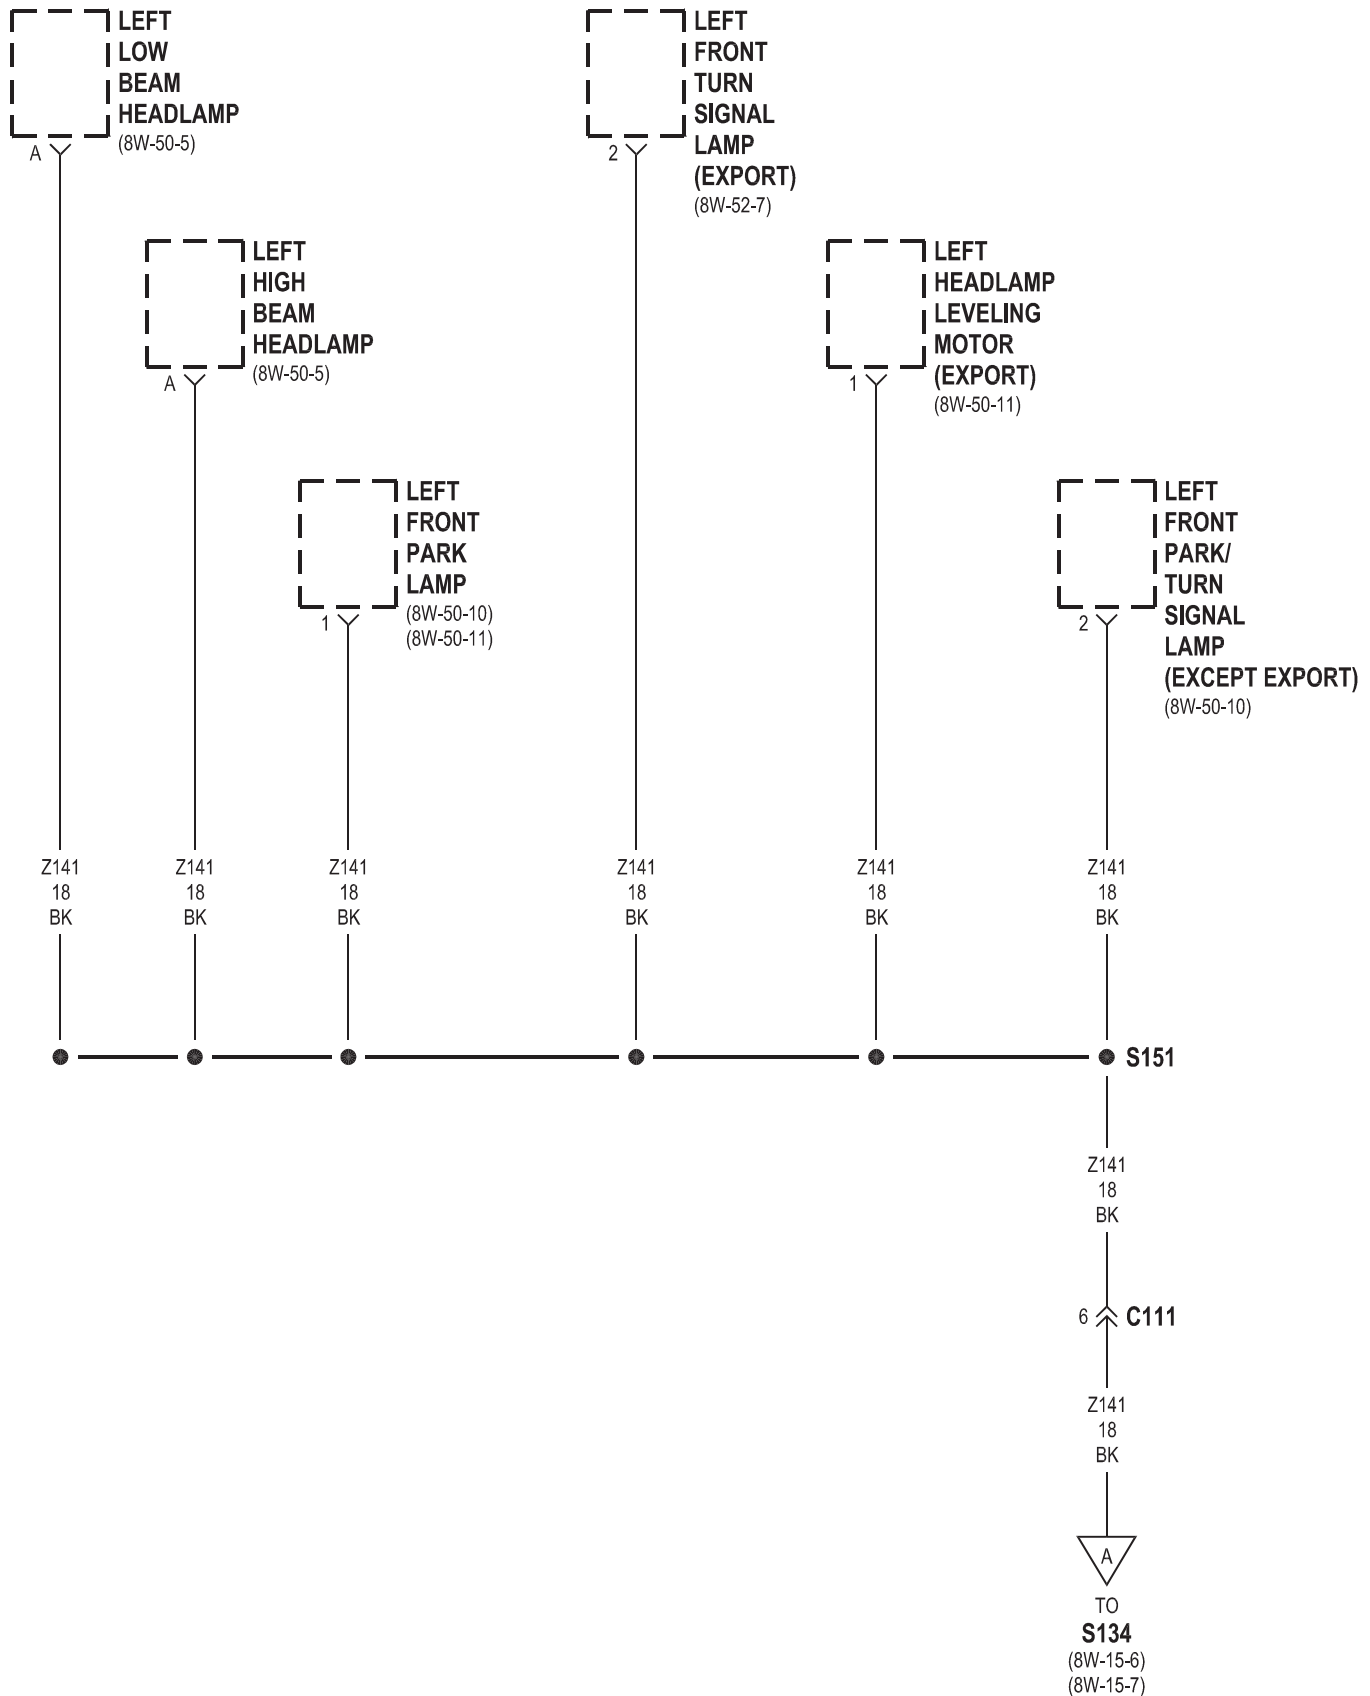 LEFT
LOW
BEAM
HEADLAMP
(8W-50-5)
A
LEFT
FRONT
TURN
SIGNAL
LAMP
(EXPORT)
(8W-52-7)
2
LEFT
HIGH
BEAM
HEADLAMP
(8W-50-5)
A
LEFT
HEADLAMP
LEVELING
MOTOR
(EXPORT)
(8W-50-11)
1
LEFT
FRONT
PARK
LAMP
(8W-50-10)
(8W-50-11)
1
LEFT
FRONT
PARK/
TURN
SIGNAL
LAMP
(EXCEPT EXPORT)
(8W-50-10)
2
Z141
18
BK
Z141
18
BK
Z141
18
BK
Z141
18
BK
Z141
18
BK
Z141
18
BK
S151
Z141
18
BK
6
C111
Z141
18
BK
A
TO
S134
(8W-15-6)
(8W-15-7)